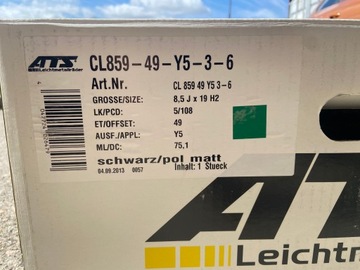 ATS CL859-49-Y5-3-6
Leichtmetallräder
Art.Nr. CL 859 49 Y5 3-6
GROSSE/SIZE: 8,5 J x 19 H2
LK/PCD: 5/108
ET/OFFSET: 49
AUSF./APPL: Y5
ML/DC: 75,1
schwarz/pol matt
04.09.2013 0057 Inhalt: 1 Stueck
ATS